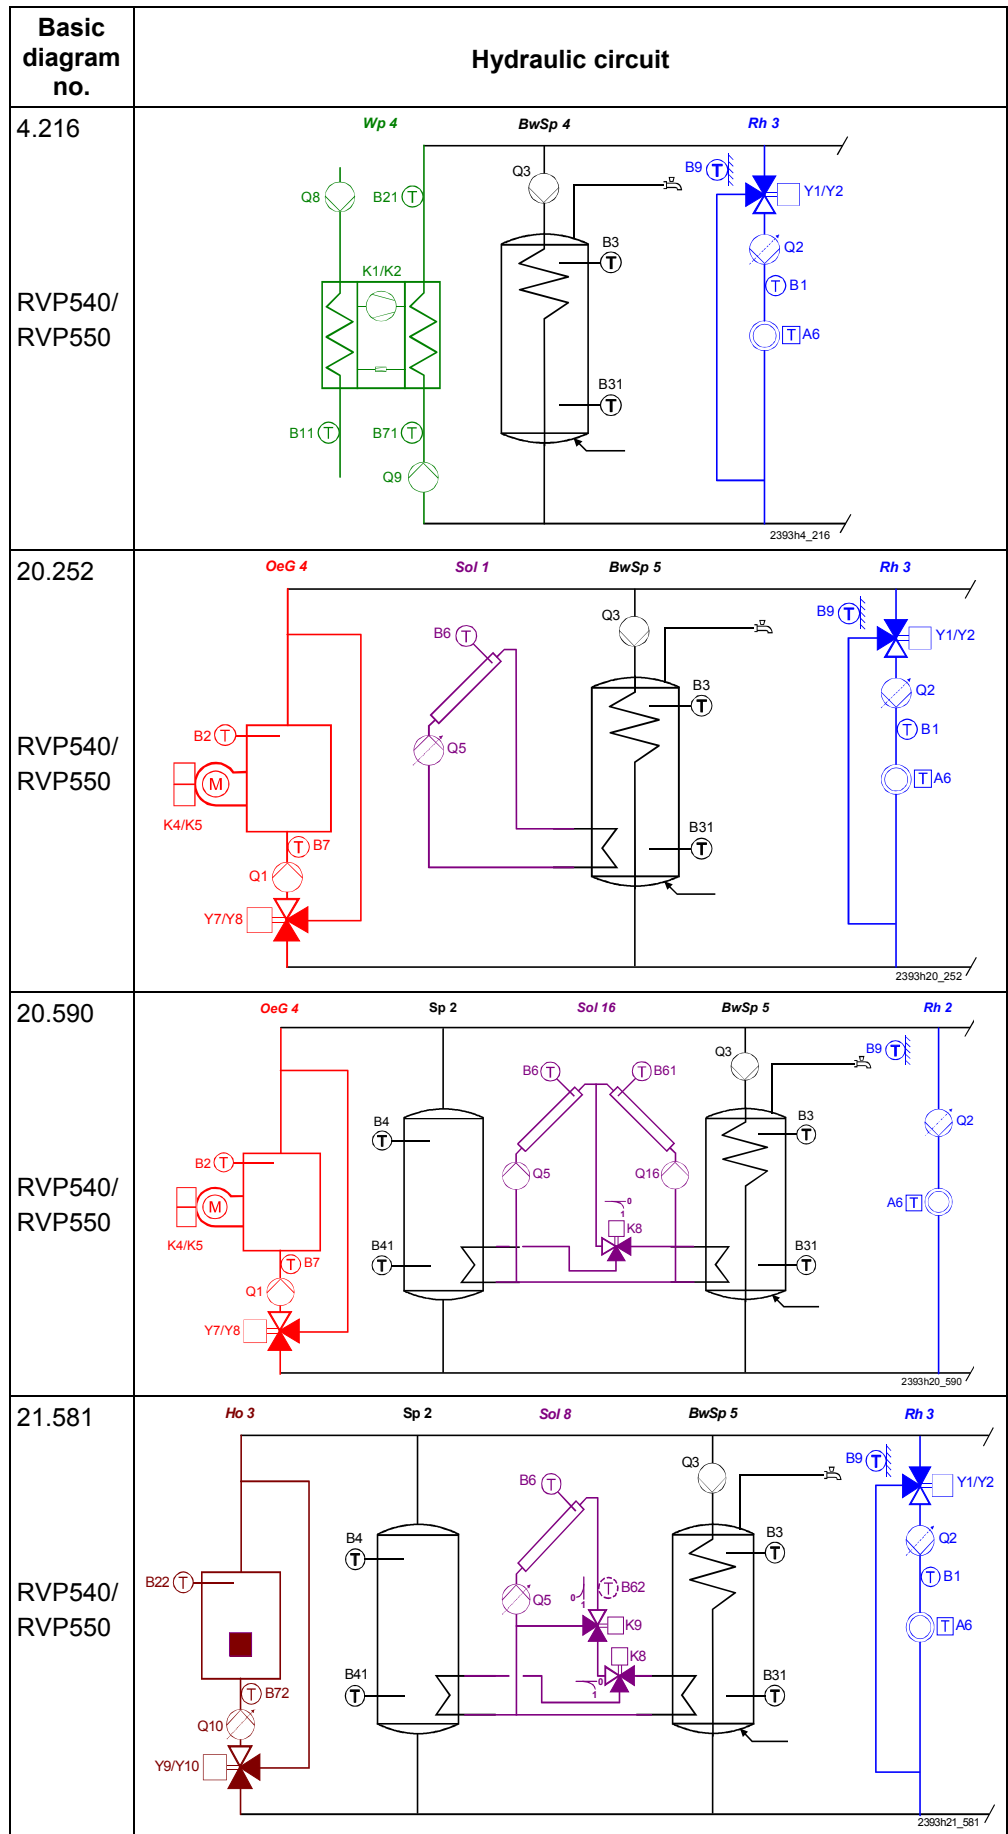 Basic
diagram
no.
Hydraulic circuit
4.216
RVP540/
RVP550
Wp 4
BwSp 4
Rh 3
Q8
B21 T
Q3
B9 T
Y1/Y2
K1/K2
B3
T
Q2
T B1
T A6
B31
T
B11 T
B71 T
Q9
2393h4_216
20.252
RVP540/
RVP550
OeG 4
Sol 1
BwSp 5
Rh 3
B6 T
Q3
B9 T
Y1/Y2
B2 T
Q5
B3
T
Q2
T B1
M
T A6
K4/K5
T B7
B31
T
Q1
Y7/Y8
2393h20_252
20.590
RVP540/
RVP550
OeG 4
Sp 2
Sol 16
BwSp 5
Rh 2
B6 T
T B61
Q3
B9 T
B4
T
B3
T
Q2
B2 T
Q5
Q16
M
A6 T
0
1
K8
K4/K5
T B7
B41
T
B31
T
Q1
Y7/Y8
2393h20_590
21.581
RVP540/
RVP550
Ho 3
Sp 2
Sol 8
BwSp 5
Rh 3
B6 T
Q3
B9 T
Y1/Y2
B4
T
B3
T
Q2
B22 T
Q5
0
1
T B62
T B1
K9
T A6
K8
0
1
B41
T
B31
T
T B72
Q10
Y9/Y10
2393h21_581